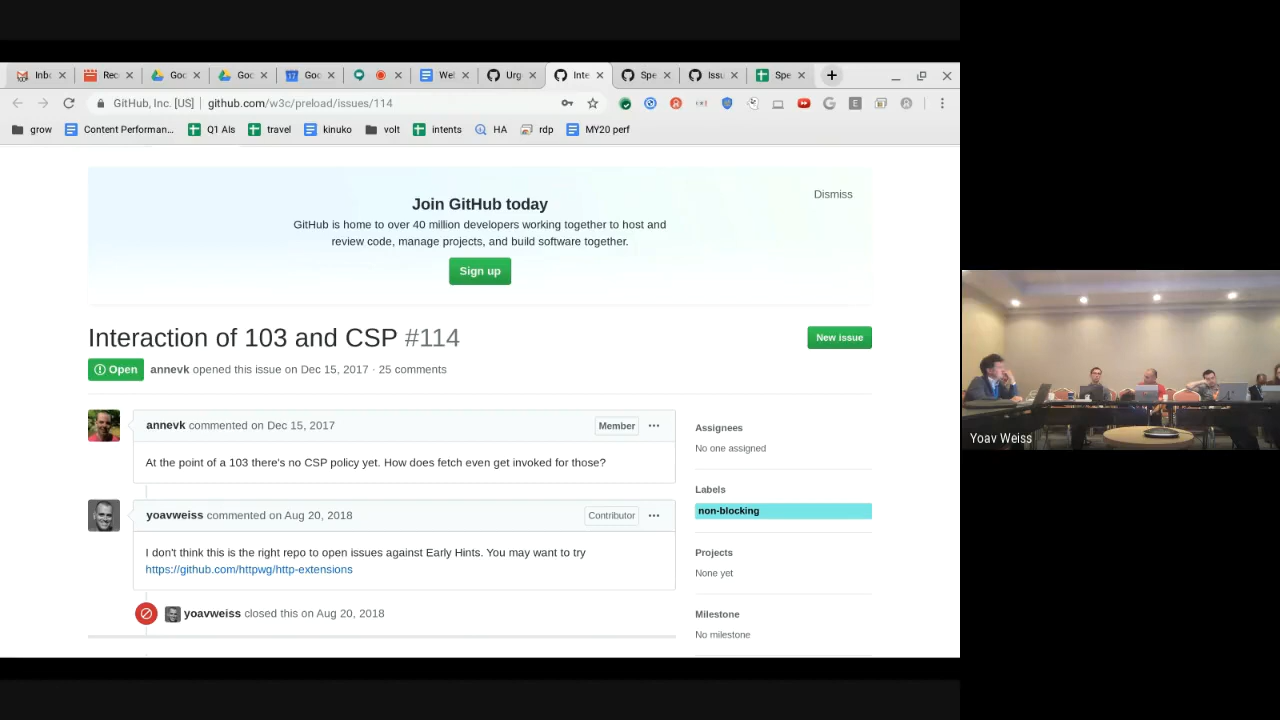 Inb
Rec
Goo
Goo
Goo
Wel
Urg
Inte
Spe
Issu
Spe
GitHub, Inc. [US]
github.com/w3c/preload/issues/114
grow
Content Performan...
Q1 AIs
travel
kinuko
volt
intents
HA
rdp
MY20 perf
Join GitHub today
Dismiss
GitHub is home to over 40 million developers working together to host and
review code, manage projects, and build software together.
Sign up
Interaction of 103 and CSP #114
New issue
Open
annevk opened this issue on Dec 15, 2017 · 25 comments
annevk commented on Dec 15, 2017
Member
At the point of a 103 there's no CSP policy yet. How does fetch even get invoked for those?
yoavweiss commented on Aug 20, 2018
Contributor
I don't think this is the right repo to open issues against Early Hints. You may want to try
https://github.com/httpwg/http-extensions
yoavweiss closed this on Aug 20, 2018
Assignees
No one assigned
Labels
non-blocking
Projects
None yet
Milestone
No milestone
Yoav Weiss